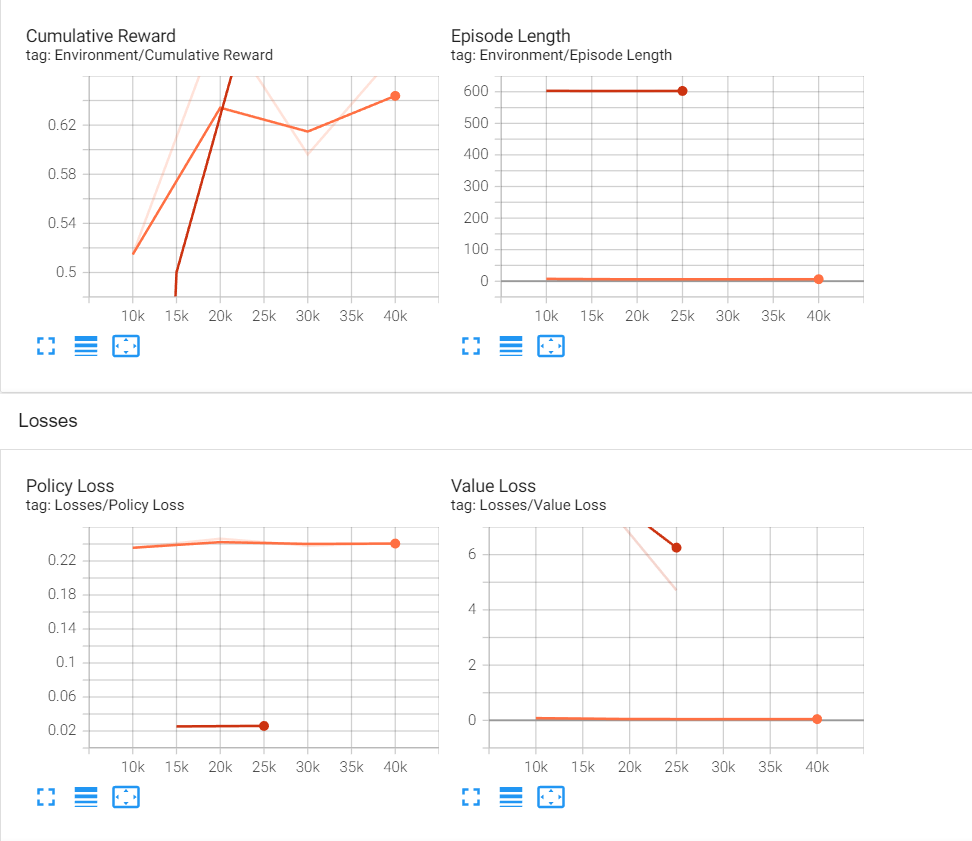 Cumulative Reward
tag: Environment/Cumulative Reward
0.62
0.58
0.54
0.5
10k 15k 20k 25k 30k 35k 40k
Episode Length
tag: Environment/Episode Length
600
500
400
300
200
100
0
10k 15k 20k 25k 30k 35k 40k
Losses
Policy Loss
tag: Losses/Policy Loss
0.22
0.18
0.14
0.1
0.06
0.02
10k 15k 20k 25k 30k 35k 40k
Value Loss
tag: Losses/Value Loss
6
4
2
0
10k 15k 20k 25k 30k 35k 40k